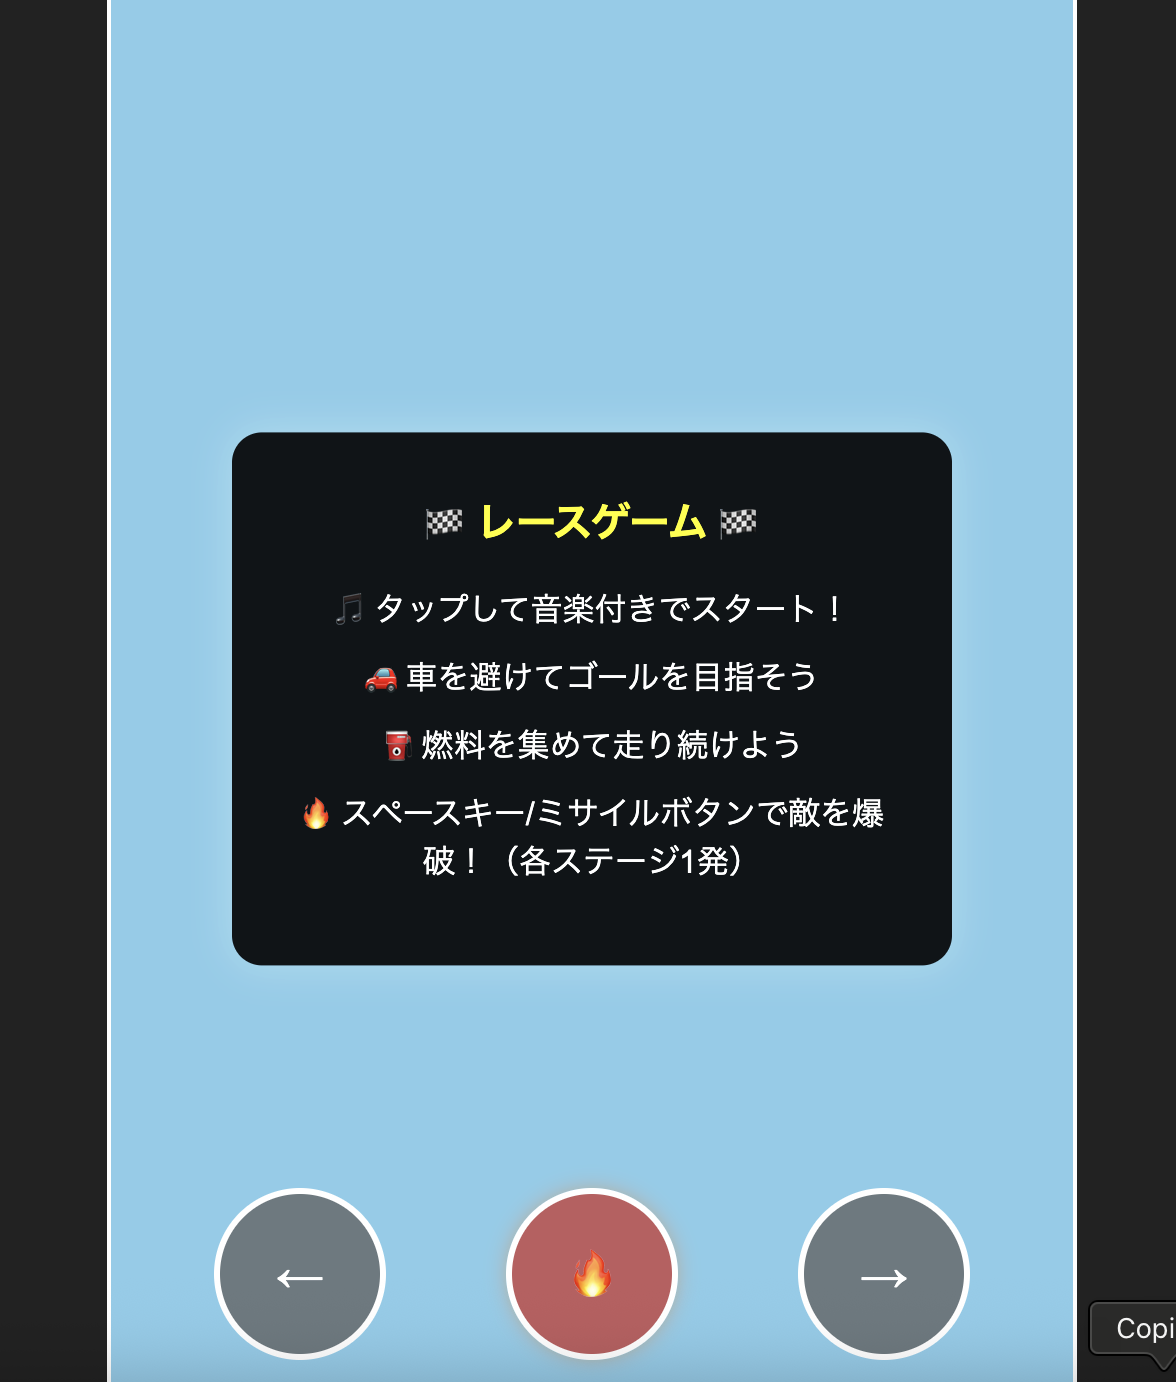 🏁 レースゲーム 🏁
🎵 タップして音楽付きでスタート！
🚗 車を避けてゴールを目指そう
⛽ 燃料を集めて走り続けよう
🔥 スペースキー/ミサイルボタンで敵を爆
破！（各ステージ1発）
← 🔥 →
Copi